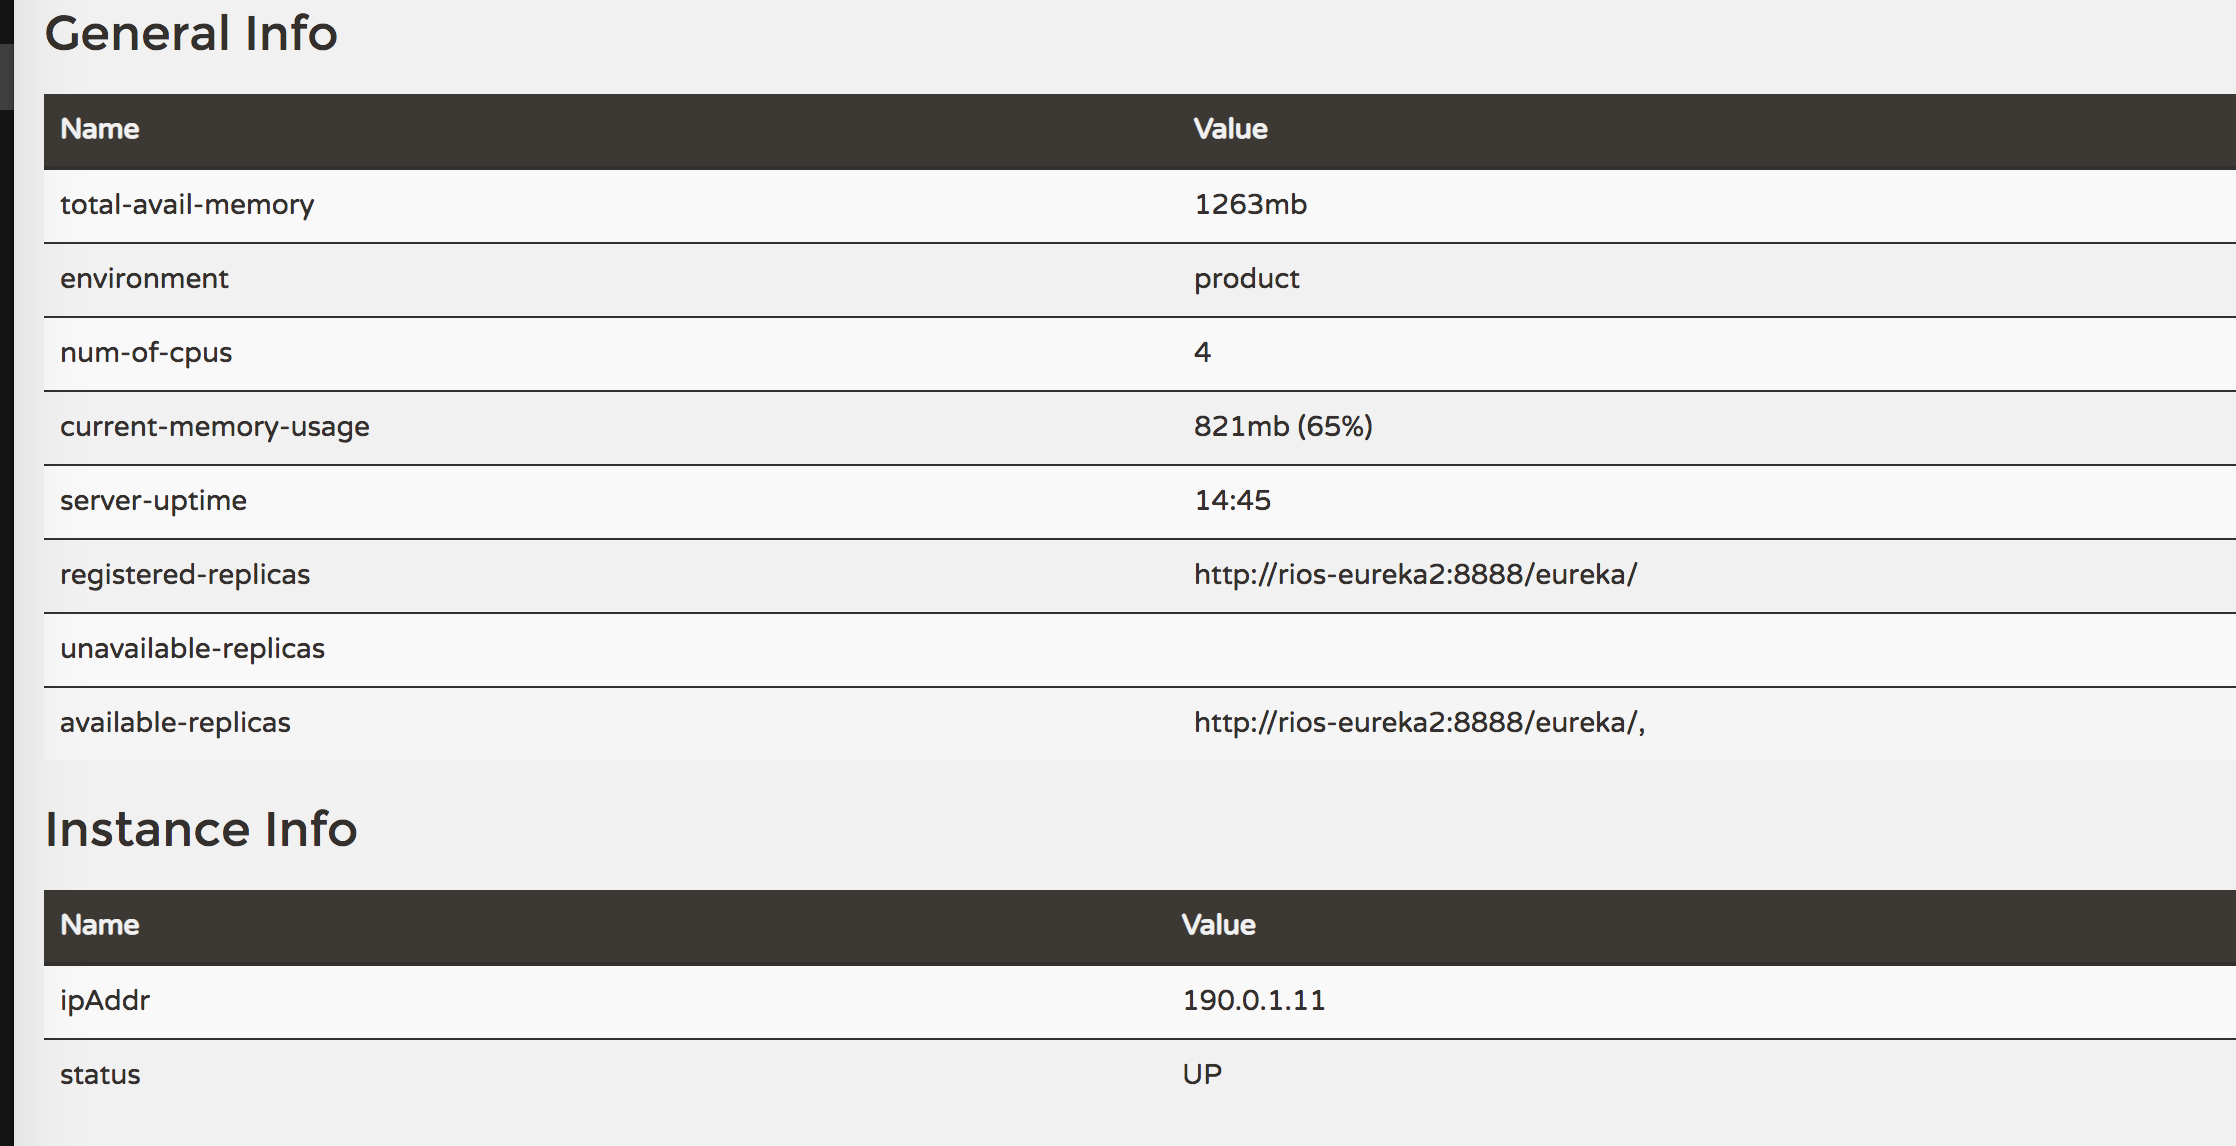 General Info
Name Value
total-avail-memory 1263mb
environment product
num-of-cpus 4
current-memory-usage 821mb (65%)
server-uptime 14:45
registered-replicas http://rios-eureka2:8888/eureka/
unavailable-replicas
available-replicas http://rios-eureka2:8888/eureka/,
Instance Info
Name Value
ipAddr 190.0.1.11
status UP